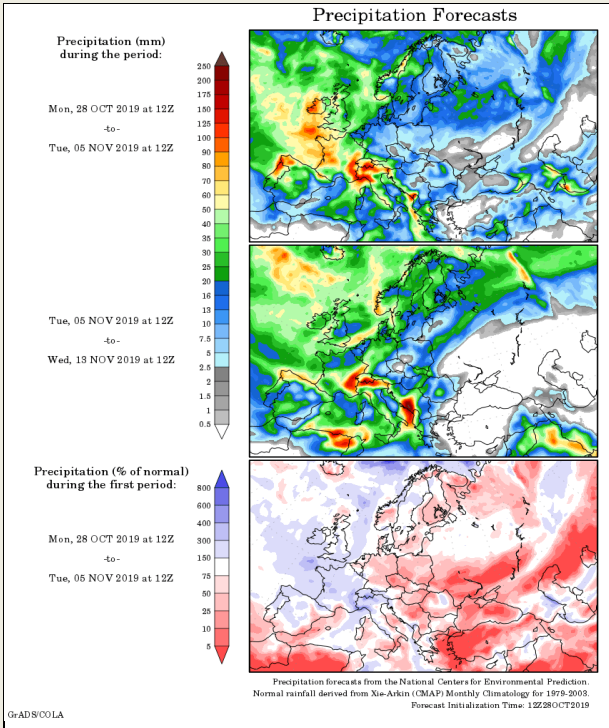 Precipitation Forecasts
Precipitation (mm)
during the period:
Mon, 28 OCT 2019 at 12Z
-to-
Tue, 05 NOV 2019 at 12Z
250
200
175
150
125
100
90
80
70
60
50
40
35
30
25
20
16
13
10
7.5
5
2.5
2
1.5
1
0.5
Tue, 05 NOV 2019 at 12Z
-to-
Wed, 13 NOV 2019 at 12Z
Precipitation (% of normal)
during the first period:
Mon, 28 OCT 2019 at 12Z
-to-
Tue, 05 NOV 2019 at 12Z
800
600
400
300
150
75
50
25
10
5
Precipitation forecasts from the National Centers for Environmental Prediction.
Normal rainfall derived from Xie-Arkin (CMAP) Monthly Climatology for 1979-2003.
Forecast Initialization Time: 12Z28OCT2019
GrADS/COLA